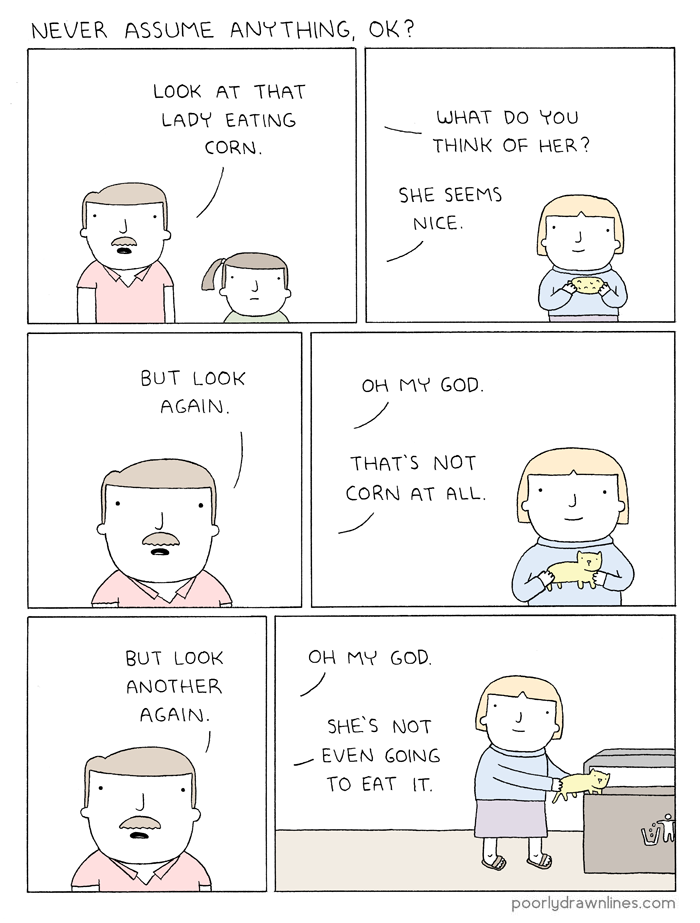 NEVER ASSUME ANYTHING, OK?
LOOK AT THAT
LADY EATING
CORN.
WHAT DO YOU
THINK OF HER?
SHE SEEMS
NICE.
BUT LOOK
AGAIN.
OH MY GOD.
THAT'S NOT
CORN AT ALL.
BUT LOOK
ANOTHER
AGAIN.
OH MY GOD.
SHE'S NOT
EVEN GOING
TO EAT IT.
poorlydrawnlines.com